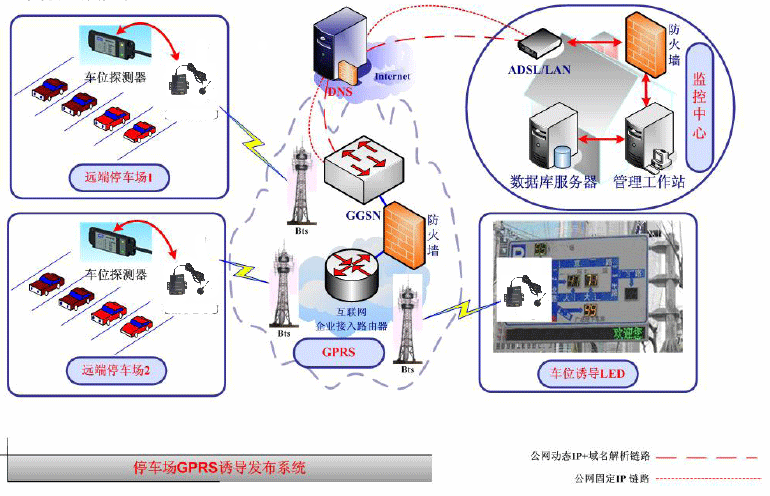 车位探测器
远端停车场1
车位探测器
远端停车场2
DNS
Internet
GGSN
防火墙
Bts
Bts
Bts
互联网
企业接入路由器
GPRS
ADSL/LAN
防火墙
监控中心
数据库服务器
管理工作站
P
欢迎您
车位诱导LED
停车场GPRS诱导发布系统
公网动态IP+域名解析链路
公网固定IP 链路